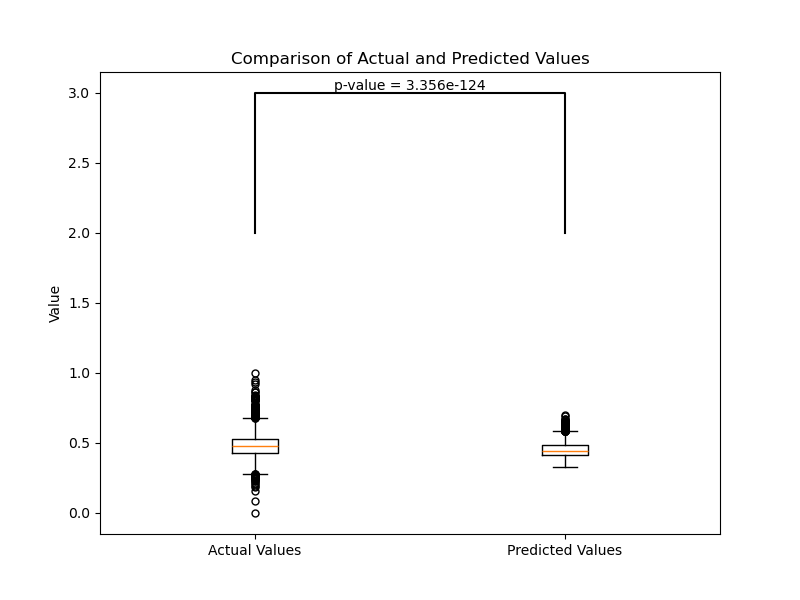 Comparison of Actual and Predicted Values
p-value = 3.356e-124
3.0
2.5
2.0
1.5
1.0
0.5
0.0
Value
Actual Values
Predicted Values